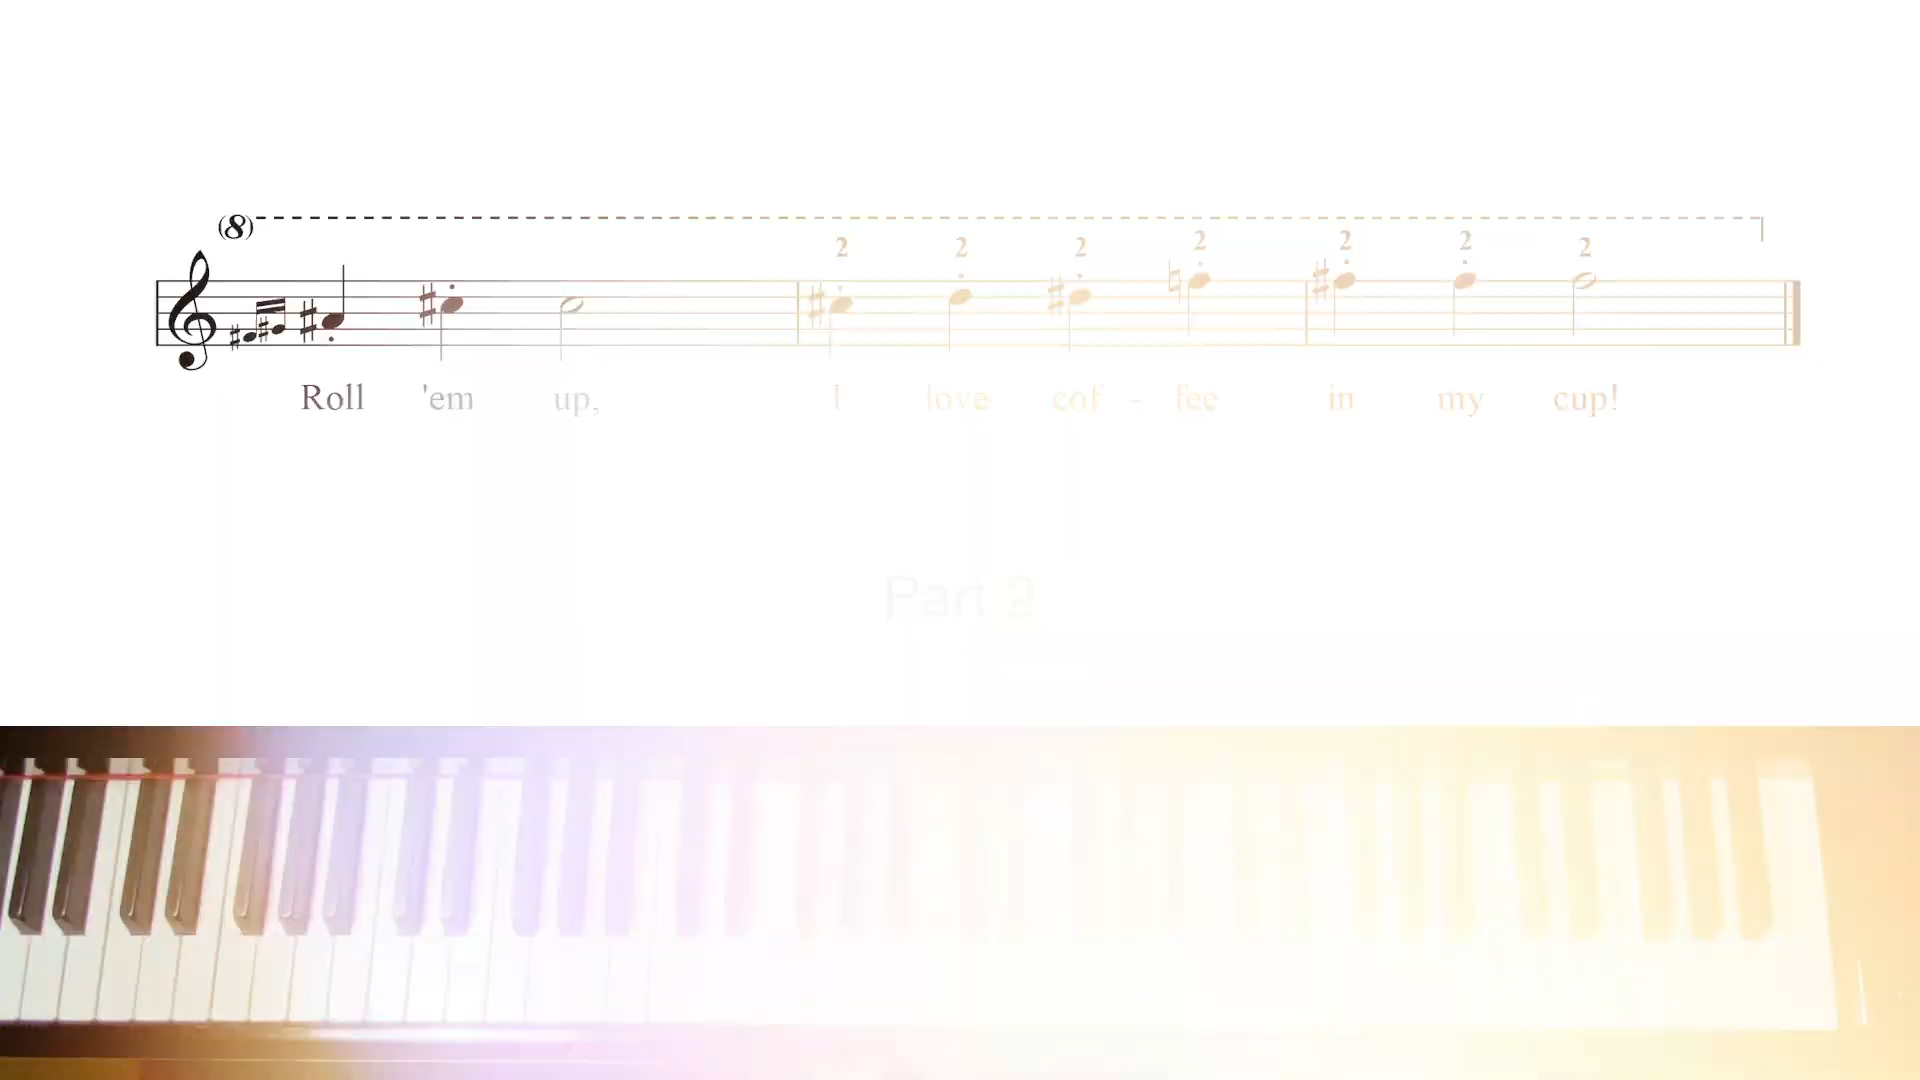 (8)
2 2 2 2 2 2 2
Roll 'em up, I love cof - fee in my cup!
Part 2